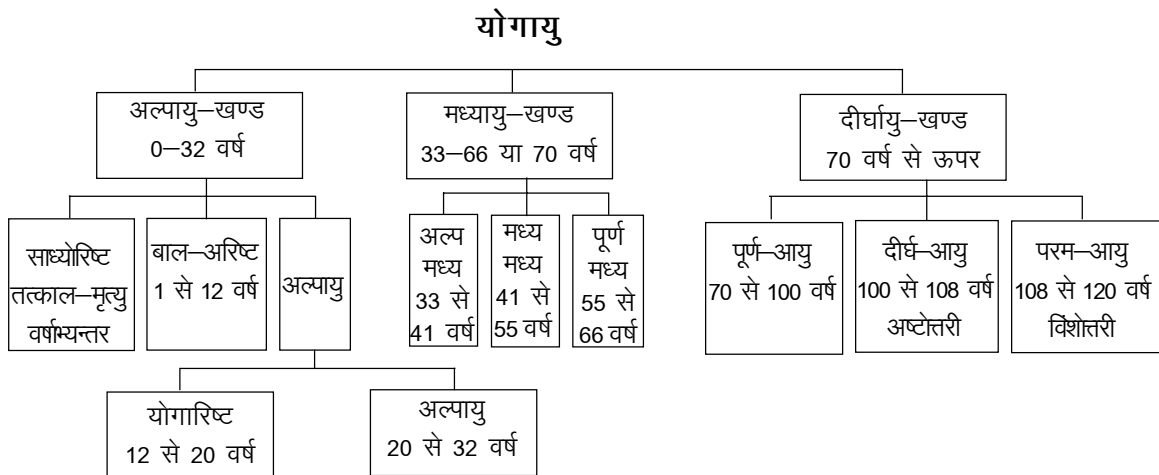 योगायु
अल्पायु–खण्ड
0–32 वर्ष
मध्यायु–खण्ड
33–66 या 70 वर्ष
दीर्घायु–खण्ड
70 वर्ष से ऊपर
साध्योरिष्ट
तत्काल–मृत्यु
वर्षाभ्यन्तर
बाल–अरिष्ट
1 से 12 वर्ष
अल्पायु
अल्प
मध्य
33 से
41 वर्ष
मध्य
मध्य
41 से
55 वर्ष
पूर्ण
मध्य
55 से
66 वर्ष
पूर्ण–आयु
70 से 100 वर्ष
दीर्घ–आयु
100 से 108 वर्ष
अष्टोत्तरी
परम–आयु
108 से 120 वर्ष
विंशोत्तरी
योगारिष्ट
12 से 20 वर्ष
अल्पायु
20 से 32 वर्ष